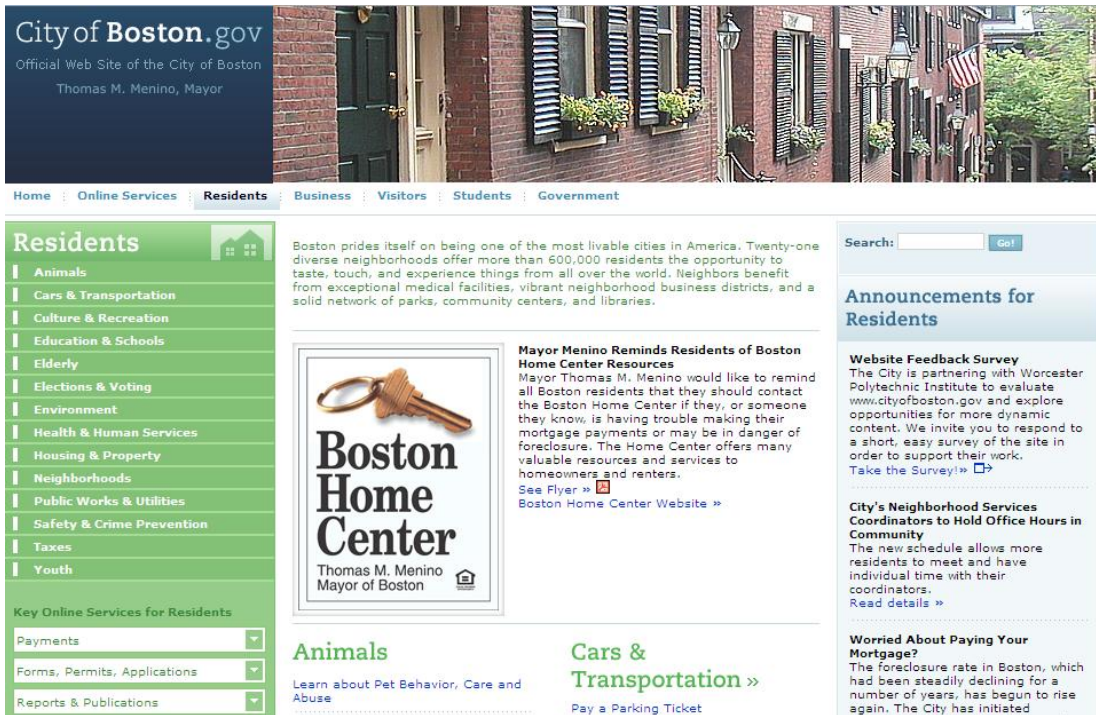 City of Boston.gov
Official Web Site of the City of Boston
Thomas M. Menino, Mayor
Home
Online Services
Residents
Business
Visitors
Students
Government
Residents
Animals
Cars & Transportation
Culture & Recreation
Education & Schools
Elderly
Elections & Voting
Environment
Health & Human Services
Housing & Property
Neighborhoods
Public Works & Utilities
Safety & Crime Prevention
Taxes
Youth
Key Online Services for Residents
Payments
Forms, Permits, Applications
Reports & Publications
Boston prides itself on being one of the most livable cities in America. Twenty-one
diverse neighborhoods offer more than 600,000 residents the opportunity to
taste, touch, and experience things from all over the world. Neighbors benefit
from exceptional medical facilities, vibrant neighborhood business districts, and a
solid network of parks, community centers, and libraries.
Boston
Home
Center
Thomas M. Menino
Mayor of Boston
Mayor Menino Reminds Residents of Boston
Home Center Resources
Mayor Thomas M. Menino would like to remind
all Boston residents that they should contact
the Boston Home Center if they, or someone
they know, is having trouble making their
mortgage payments or may be in danger of
foreclosure. The Home Center offers many
valuable resources and services to
homeowners and renters.
See Flyer »
Boston Home Center Website »
Animals
Learn about Pet Behavior, Care and
Abuse
Cars &
Transportation »
Pay a Parking Ticket
Search:
Go!
Announcements for
Residents
Website Feedback Survey
The City is partnering with Worcester
Polytechnic Institute to evaluate
www.cityofboston.gov and explore
opportunities for more dynamic
content. We invite you to respond to
a short, easy survey of the site in
order to support their work.
Take the Survey!»
City's Neighborhood Services
Coordinators to Hold Office Hours in
Community
The new schedule allows more
residents to meet and have
individual time with their
coordinators.
Read details »
Worried About Paying Your
Mortgage?
The foreclosure rate in Boston, which
had been steadily declining for a
number of years, has begun to rise
again. The City has initiated